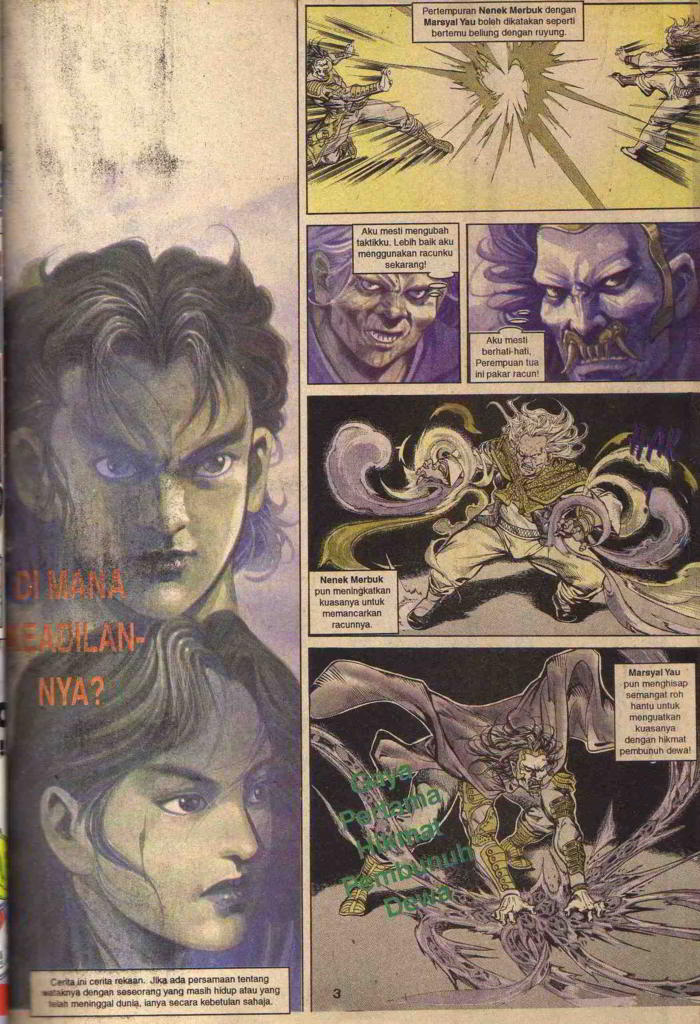 DI MANA
KEADILAN-
NYA?
Cerita ini cerita rekaan. Jika ada persamaan tentang
wataknya dengan seseorang yang masih hidup atau yang
telah meninggal dunia, ianya secara kebetulan sahaja.
Pertempuran Nenek Merbuk dengan
Marsyal Yau boleh dikatakan seperti
bertemu beliung dengan ruyung.
Aku mesti mengubah
taktikku. Lebih baik aku
menggunakan racunku
sekarang!
Aku mesti
berhati-hati,
Perempuan tua
ini pakar racun!
HAR
Nenek Merbuk
pun meningkatkan
kuasanya untuk
memancarkan
racunnya.
Marsyal Yau
pun menghisap
semangat roh
hantu untuk
menguatkan
kuasanya
dengan hikmat
pembunuh dewa!
Gaya
Pertama
Hikmat
Pembunuh
Dewa
3